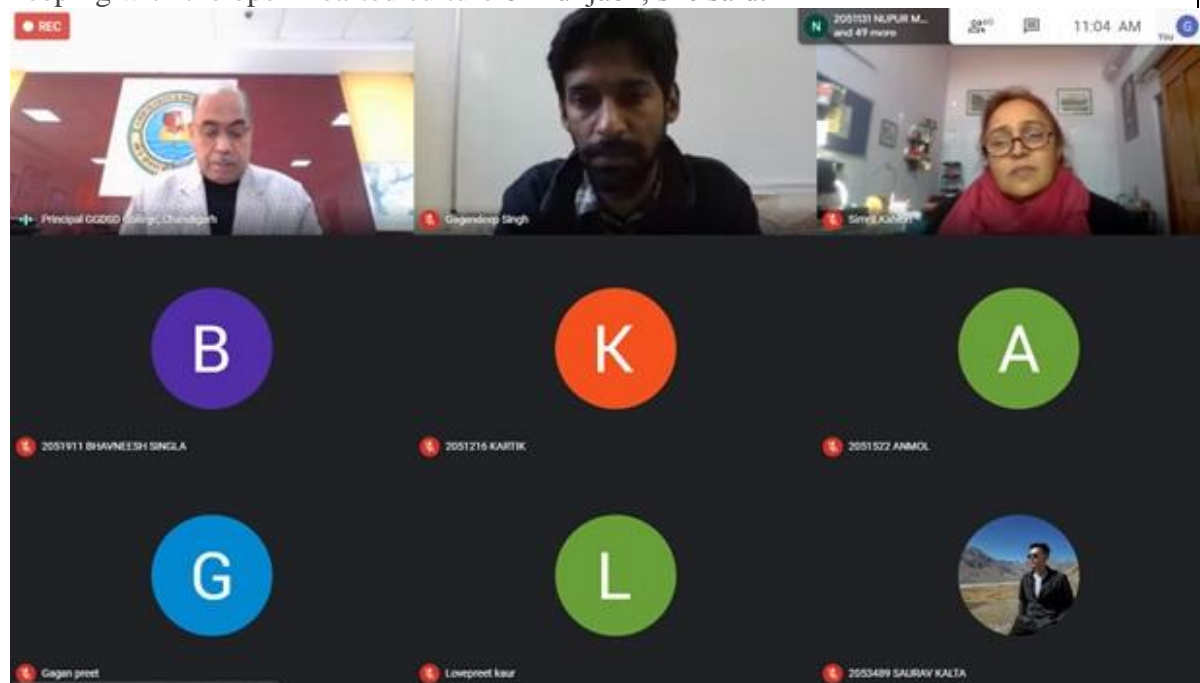 REC
2051131 NUPUR M...
and 49 more
11:04 AM
You
G
N
Principal GGDSD College, Chandigarh
Gagandeep Singh
Simrit Kahlon
B
K
A
2051911 BHAVNEESH SINGLA
2051216 KARTIK
2051522 ANMOL
G
L
Gagan preet
Lovepreet kaur
2053489 SAURAV KALTA